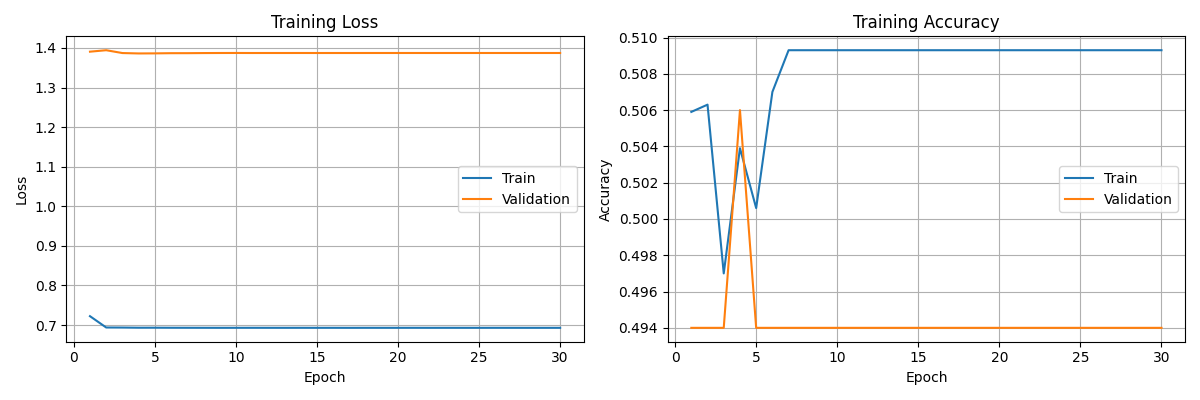 Training Loss
1.4
1.3
1.2
1.1
1.0
0.9
0.8
0.7
Loss
0 5 10 15 20 25 30
Epoch
Train
Validation
Training Accuracy
0.510
0.508
0.506
0.504
0.502
0.500
0.498
0.496
0.494
Accuracy
0 5 10 15 20 25 30
Epoch
Train
Validation